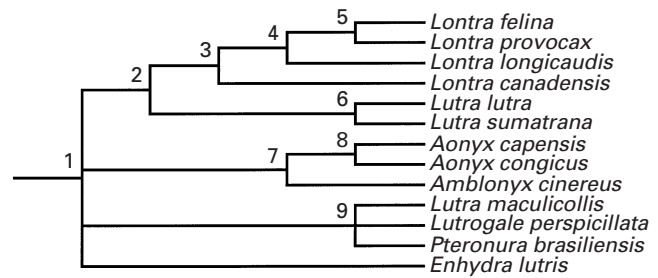 5 Lontra felina
4 Lontra provocax
3 Lontra longicaudis
2 Lontra canadensis
6 Lutra lutra
Lutra sumatrana
8 Aonyx capensis
1 7 Aonyx congicus
Amblonyx cinereus
9 Lutra maculicollis
Lutrogale perspicillata
Pteronura brasiliensis
Enhydra lutris